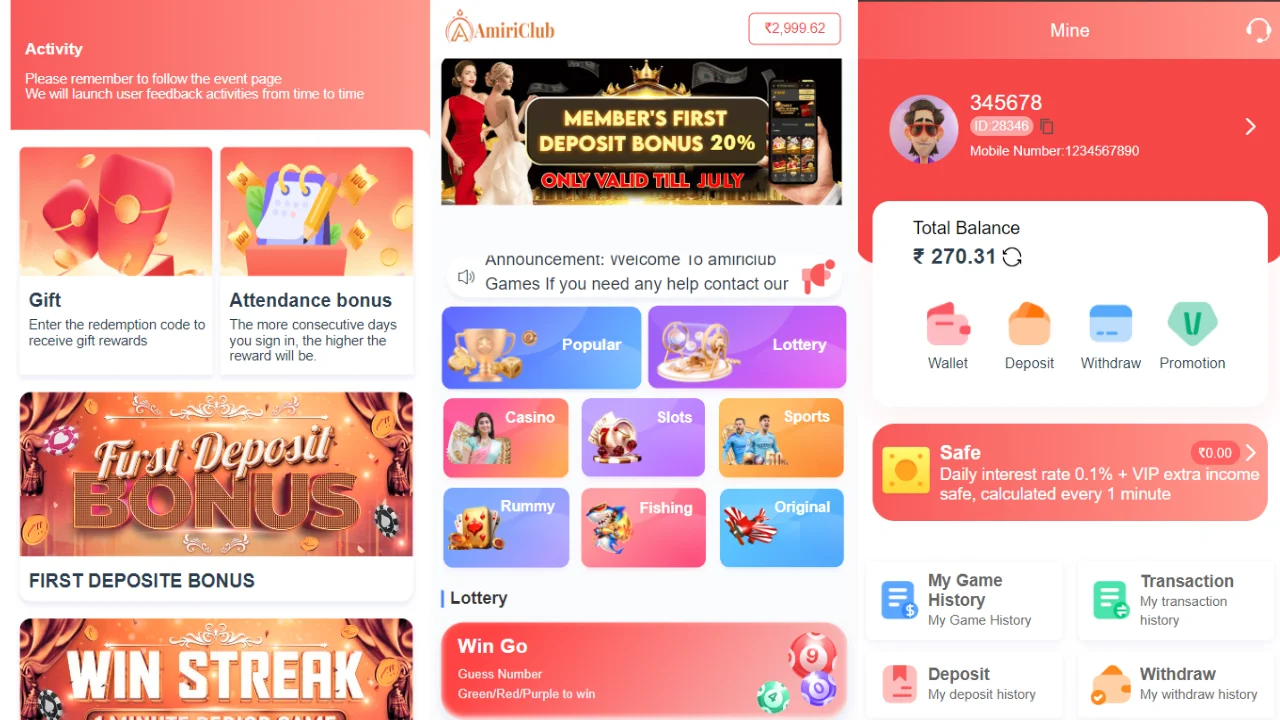 Activity
Please remember to follow the event page
We will launch user feedback activities from time to time
Gift
Enter the redemption code to
receive gift rewards
Attendance bonus
The more consecutive days
you sign in, the higher the
reward will be.
First Deposit
BONUS
FIRST DEPOSITE BONUS
WIN STREAK
1 MINUTE PERIOD GAME
AmiriClub
₹2,999.62
MEMBER'S FIRST
DEPOSIT BONUS 20%
ONLY VALID TILL JULY
Announcement: Welcome To amiriclub
Games If you need any help contact our
Popular
Lottery
Casino
Slots
Sports
Rummy
Fishing
Original
Lottery
Win Go
Guess Number
Green/Red/Purple to win
9
4
0
Mine
345678
ID:28346
Mobile Number:1234567890
Total Balance
₹ 270.31
Wallet
Deposit
Withdraw
Promotion
Safe
₹0.00
Daily interest rate 0.1% + VIP extra income
safe, calculated every 1 minute
My Game
History
My Game History
Transaction
My transaction
history
Deposit
My deposit history
Withdraw
My withdraw history